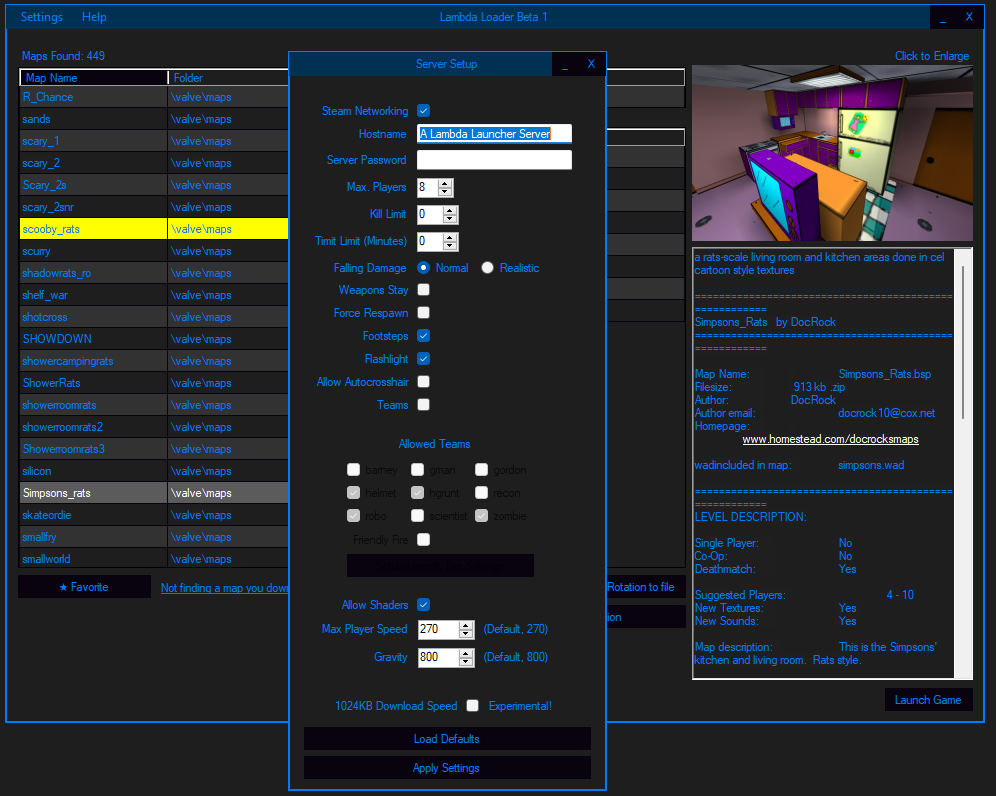 Settings Help Lambda Loader Beta 1 _ X
Maps Found: 449
Click to Enlarge
Map Name Folder
R_Chance \valve\maps
sands \valve\maps
scary_1 \valve\maps
scary_2 \valve\maps
Scary_2s \valve\maps
scary_2snr \valve\maps
scooby_rats \valve\maps
scurry \valve\maps
shadowrats_ro \valve\maps
shelf_war \valve\maps
shotcross \valve\maps
SHOWDOWN \valve\maps
showercampingrats \valve\maps
ShowerRats \valve\maps
showerroomrats \valve\maps
showerroomrats2 \valve\maps
Showerroomrats3 \valve\maps
silicon \valve\maps
Simpsons_rats \valve\maps
skateordie \valve\maps
smallfry \valve\maps
smallworld \valve\maps
★ Favorite
Not finding a map you down
Server Setup _ X
Steam Networking
Hostname A Lambda Launcher Server
Server Password
Max. Players 8
Kill Limit 0
Timit Limit (Minutes) 0
Falling Damage Normal Realistic
Weapons Stay
Force Respawn
Footsteps
Flashlight
Allow Autocrosshair
Teams
Allowed Teams
barney gman gordon
helmet hgrunt recon
robo scientist zombie
Friendly Fire
Allow Shaders
Max Player Speed 270 (Default, 270)
Gravity 800 (Default, 800)
1024KB Download Speed Experimental!
Load Defaults
Apply Settings
Rotation to file
ion
a rats-scale living room and kitchen areas done in cel
cartoon style textures
===========================================
============
Simpsons_Rats by DocRock
===========================================
============
Map Name: Simpsons_Rats.bsp
Filesize: 913 kb .zip
Author: DocRock
Author email: docrock10@cox.net
Homepage:
www.homestead.com/docrocksmaps
wadincluded in map: simpsons.wad
===========================================
============
LEVEL DESCRIPTION:
Single Player: No
Co-Op: No
Deathmatch: Yes
Suggested Players: 4 - 10
New Textures: Yes
New Sounds: Yes
Map description: This is the Simpsons'
kitchen and living room. Rats style.
Launch Game